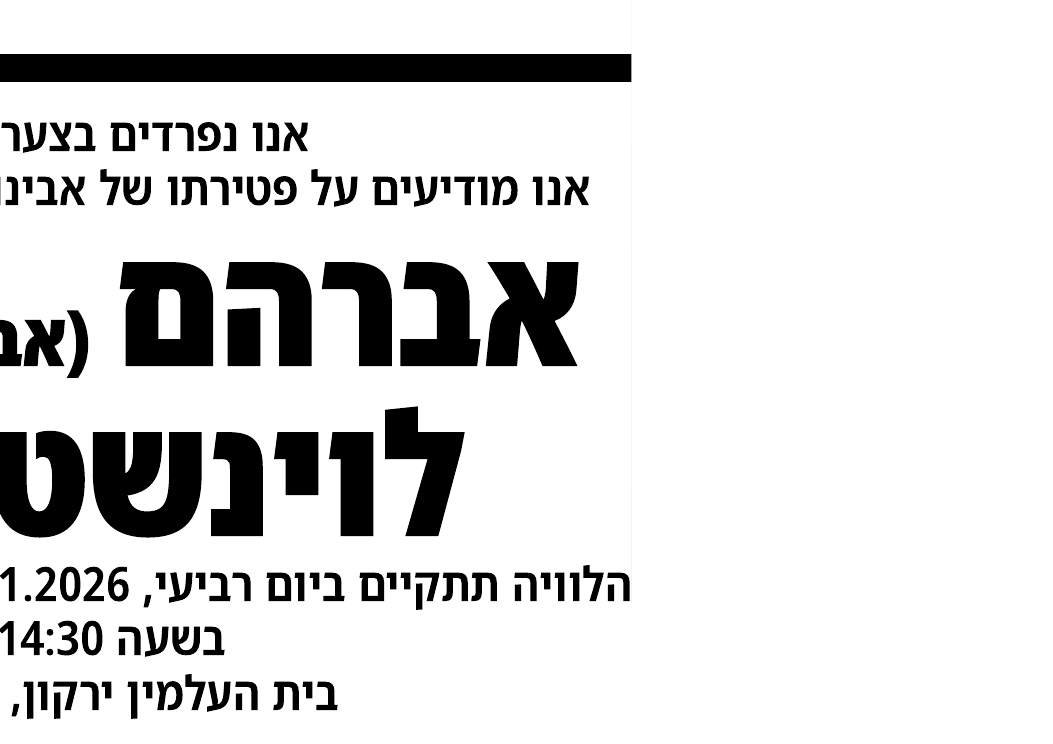 אנו נפרדים בצער
אנו מודיעים על פטירתו של אבינו
אברהם (אב
לוינשט
הלוויה תתקיים ביום רביעי, 1.2026
בשעה 14:30
בית העלמין ירקון,